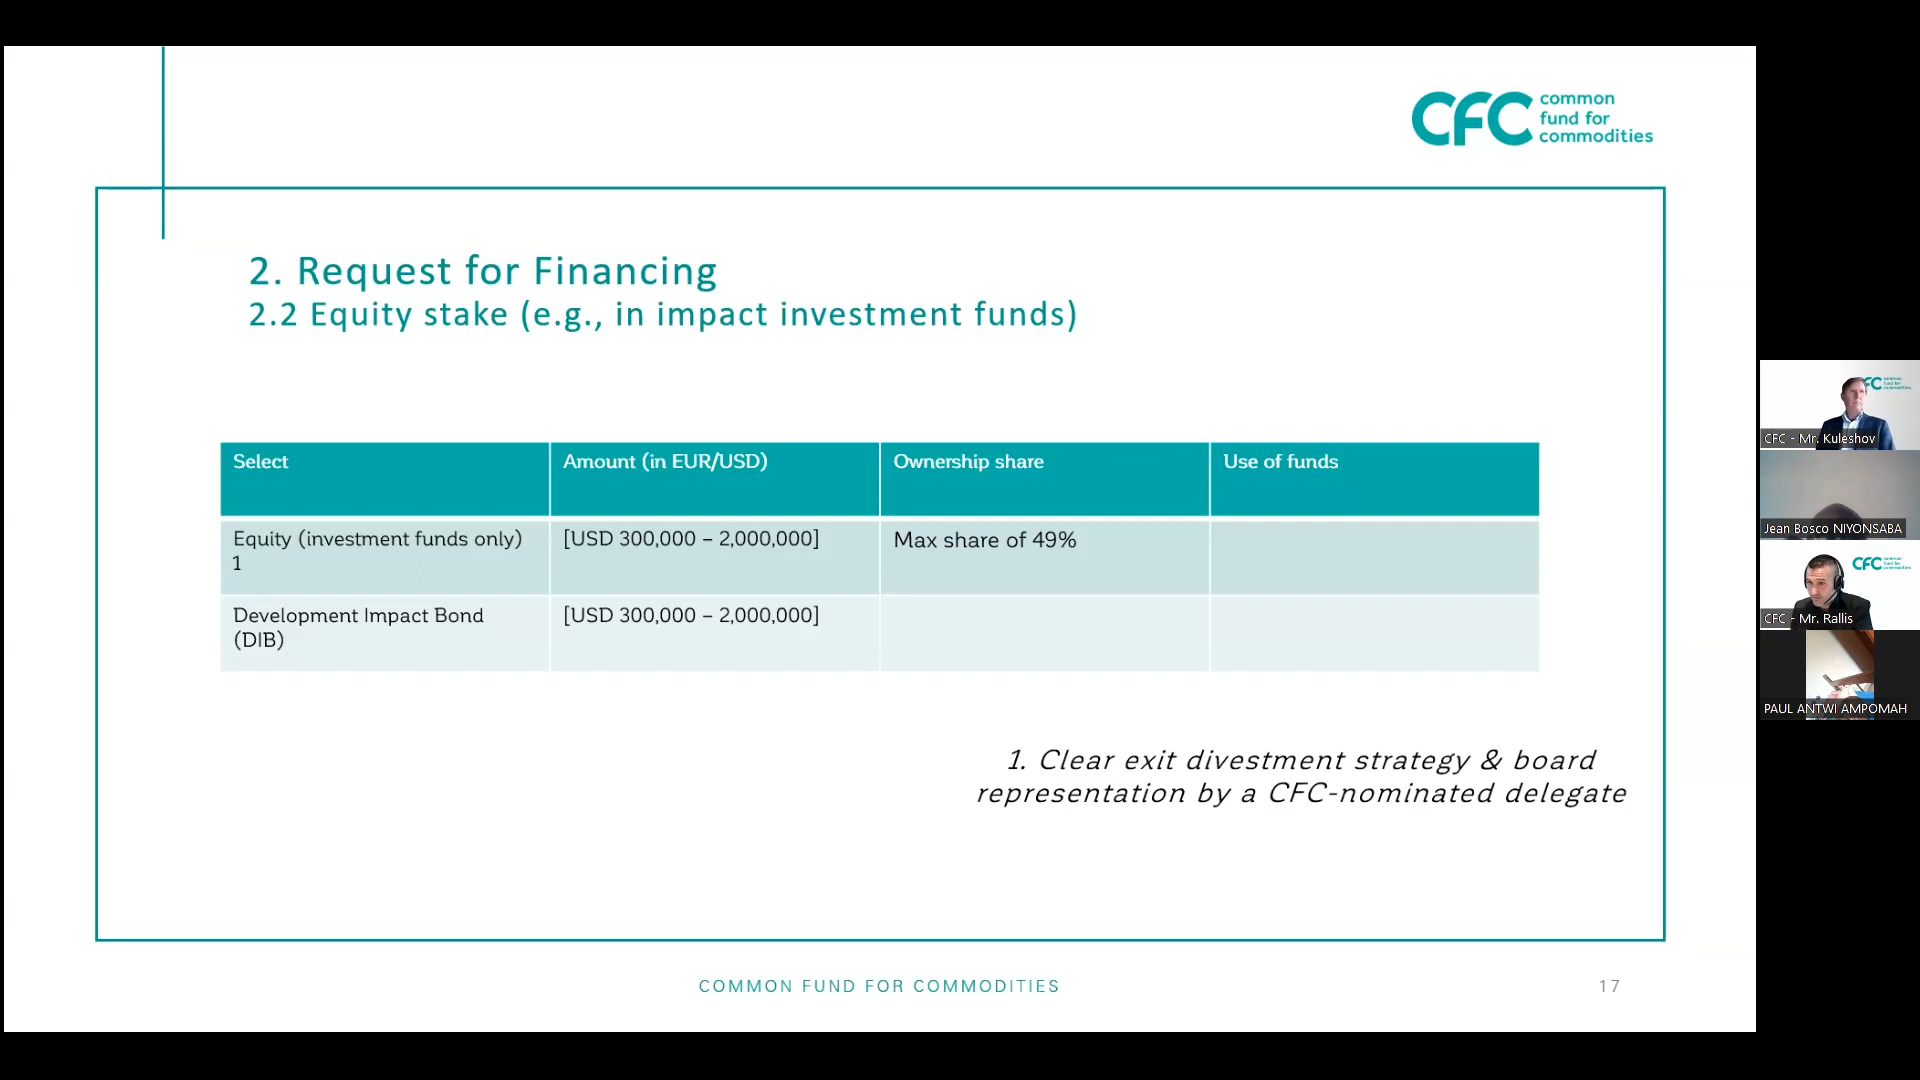 CFC common
fund for
commodities
2. Request for Financing
2.2 Equity stake (e.g., in impact investment funds)
Select
Amount (in EUR/USD)
Ownership share
Use of funds
Equity (investment funds only)
1
[USD 300,000 – 2,000,000]
Max share of 49%
Development Impact Bond
(DIB)
[USD 300,000 – 2,000,000]
1. Clear exit divestment strategy & board
representation by a CFC-nominated delegate
COMMON FUND FOR COMMODITIES
17
CFC - Mr. Kuleshov
Jean Bosco NIYONSABA
CFC - Mr. Rallis
PAUL ANTWI AMPOMAH